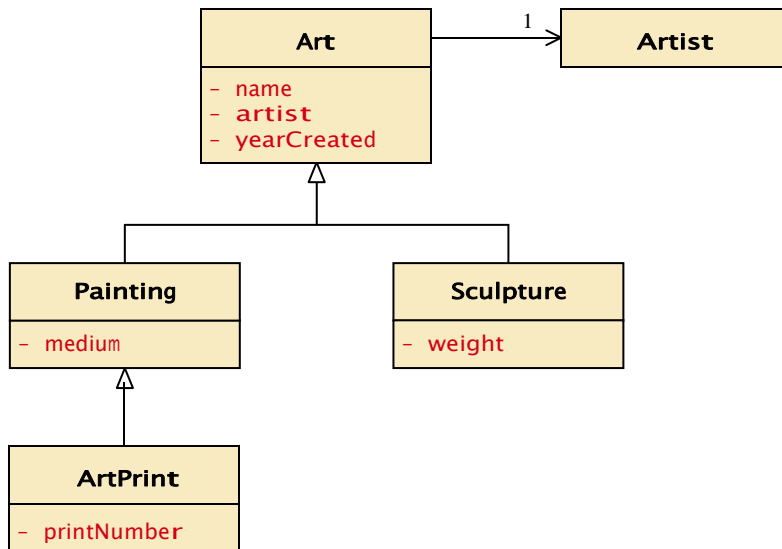 Art
1
Artist
- name
- artist
- yearCreated
Painting
- medium
Sculpture
- weight
ArtPrint
- printNumber